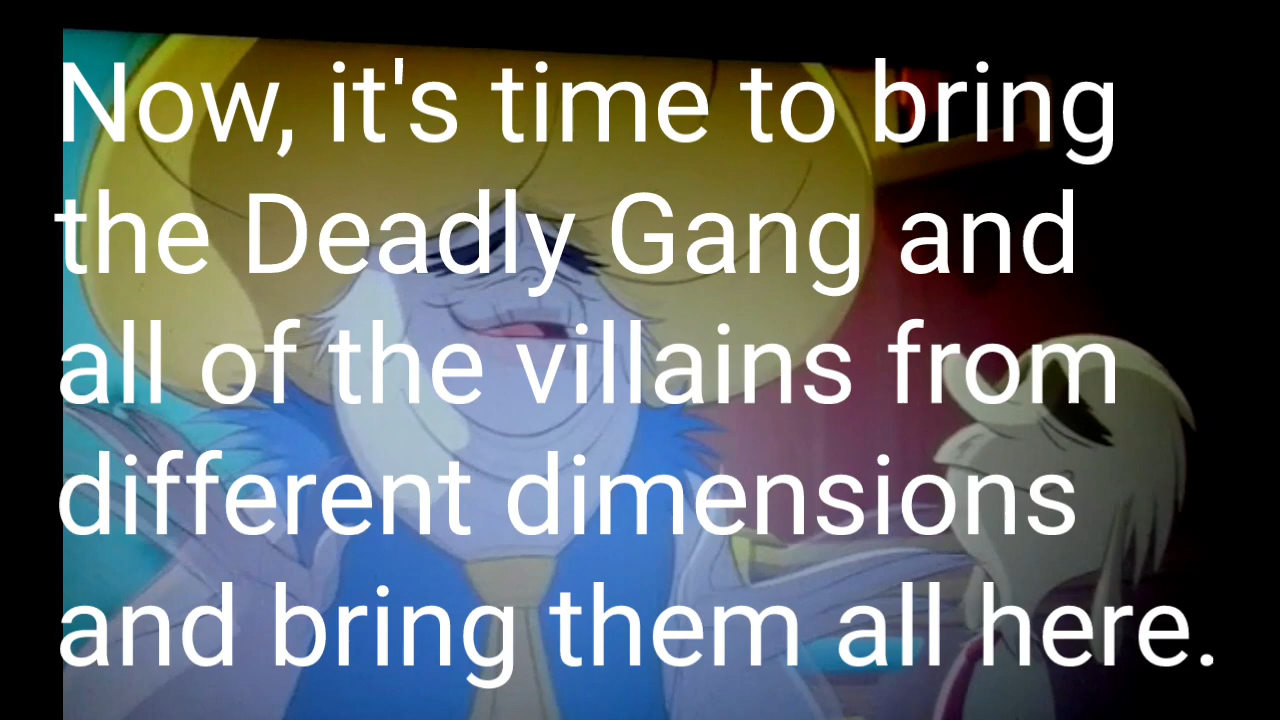 Now, it's time to bring
the Deadly Gang and
all of the villains from
different dimensions
and bring them all here.